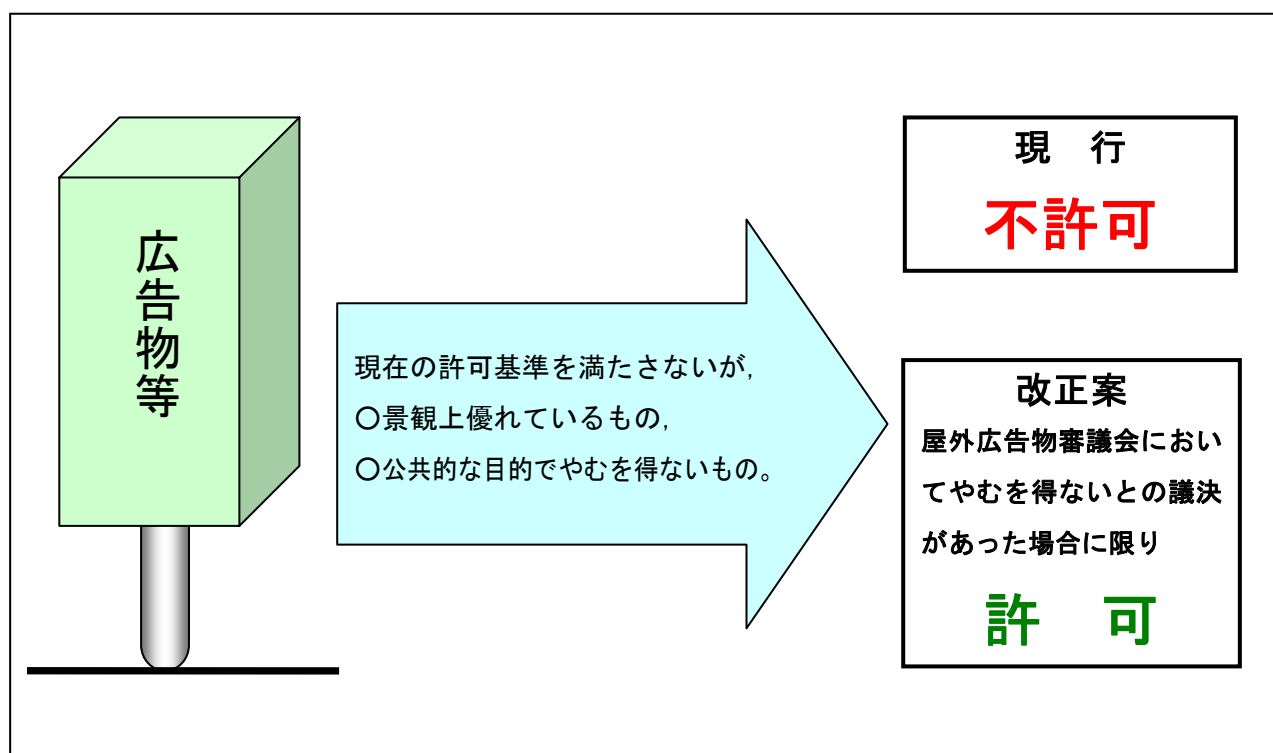 広告物等
現在の許可基準を満たさないが，
○景観上優れているもの，
○公共的な目的でやむを得ないもの。
現　行
不許可
改正案
屋外広告物審議会におい
てやむを得ないとの議決
があった場合に限り
許　可